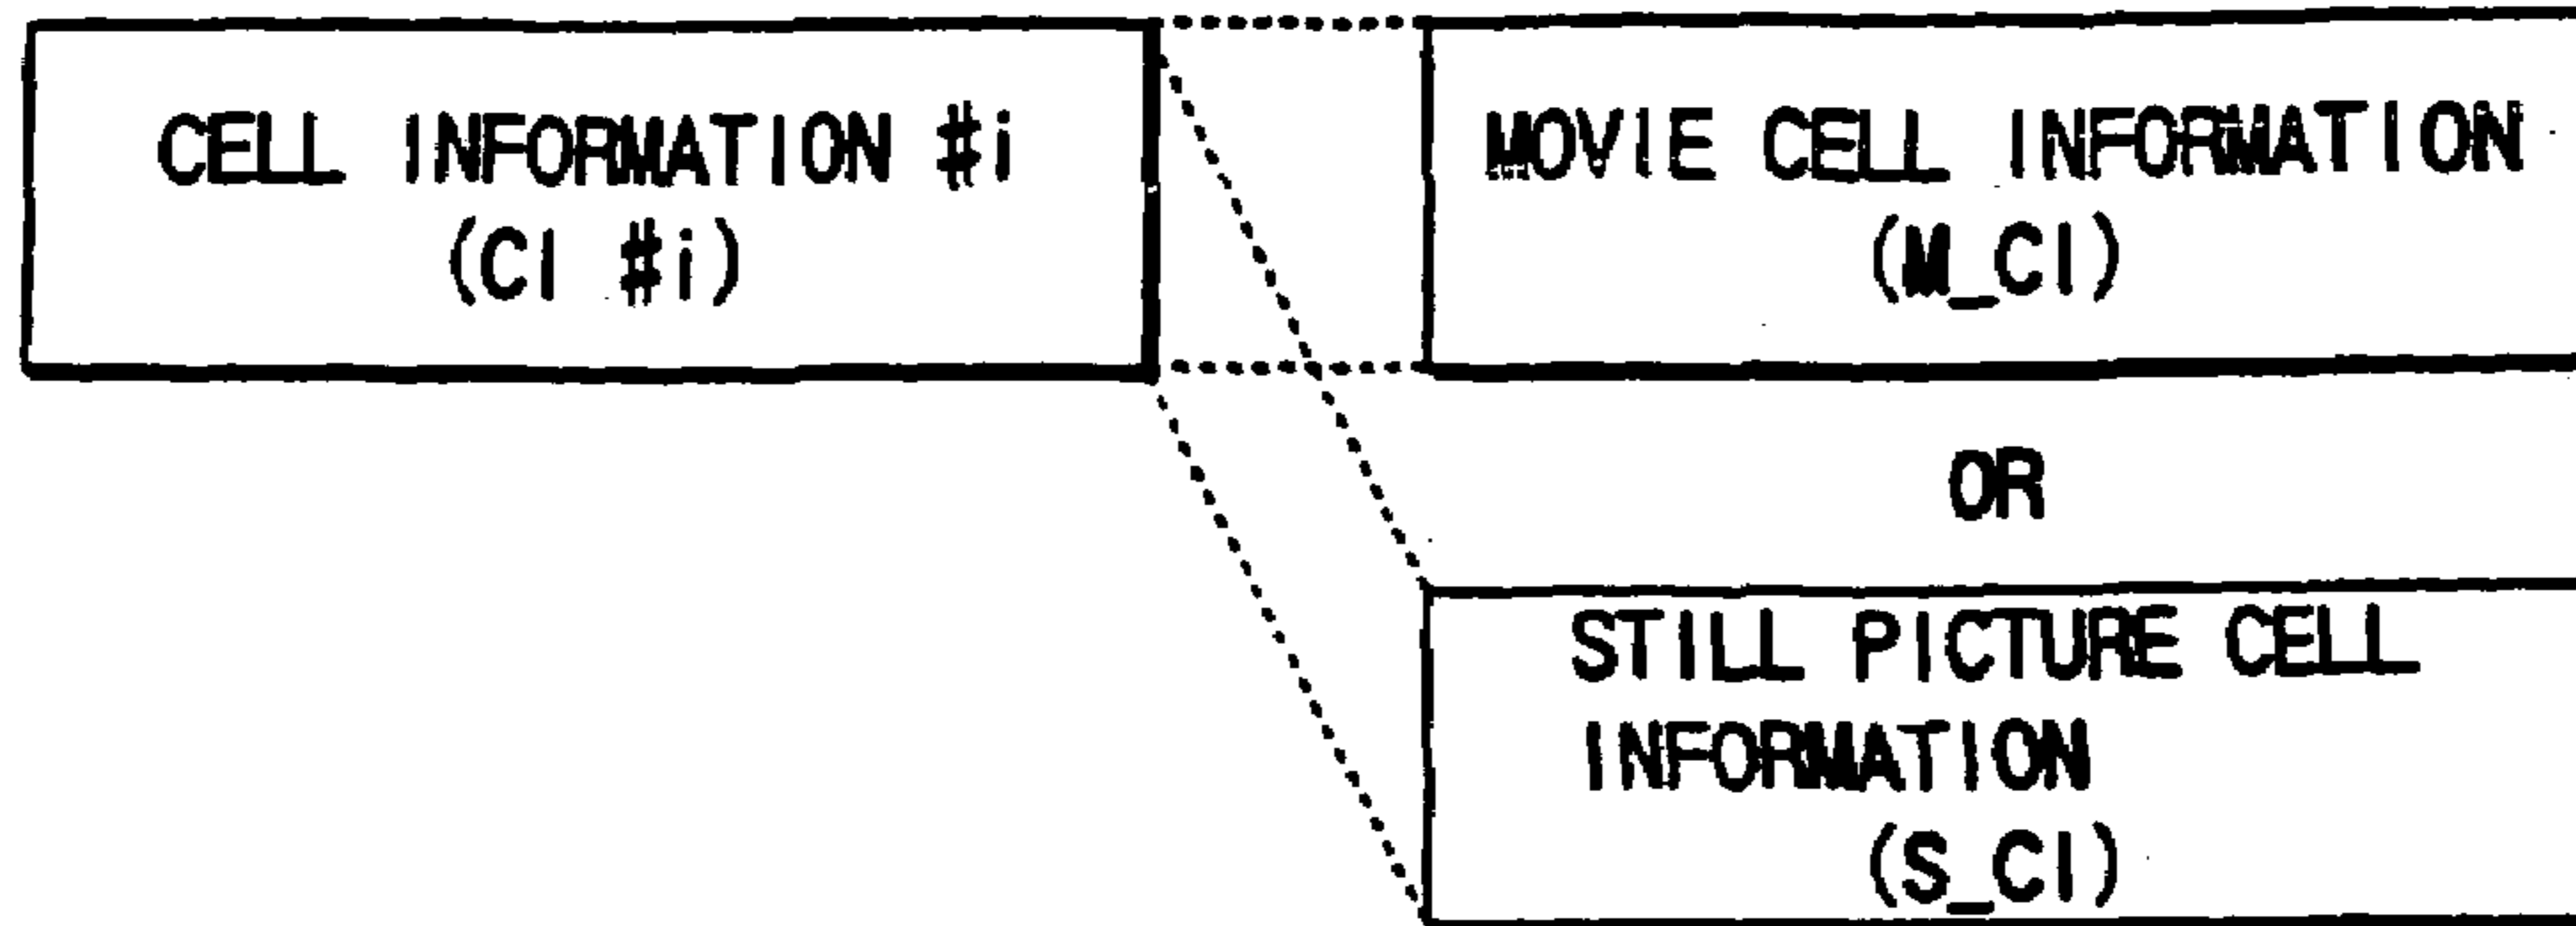 CELL INFORMATION #i
(CI #i)
MOVIE CELL INFORMATION
(M_CI)
OR
STILL PICTURE CELL
INFORMATION
(S_CI)